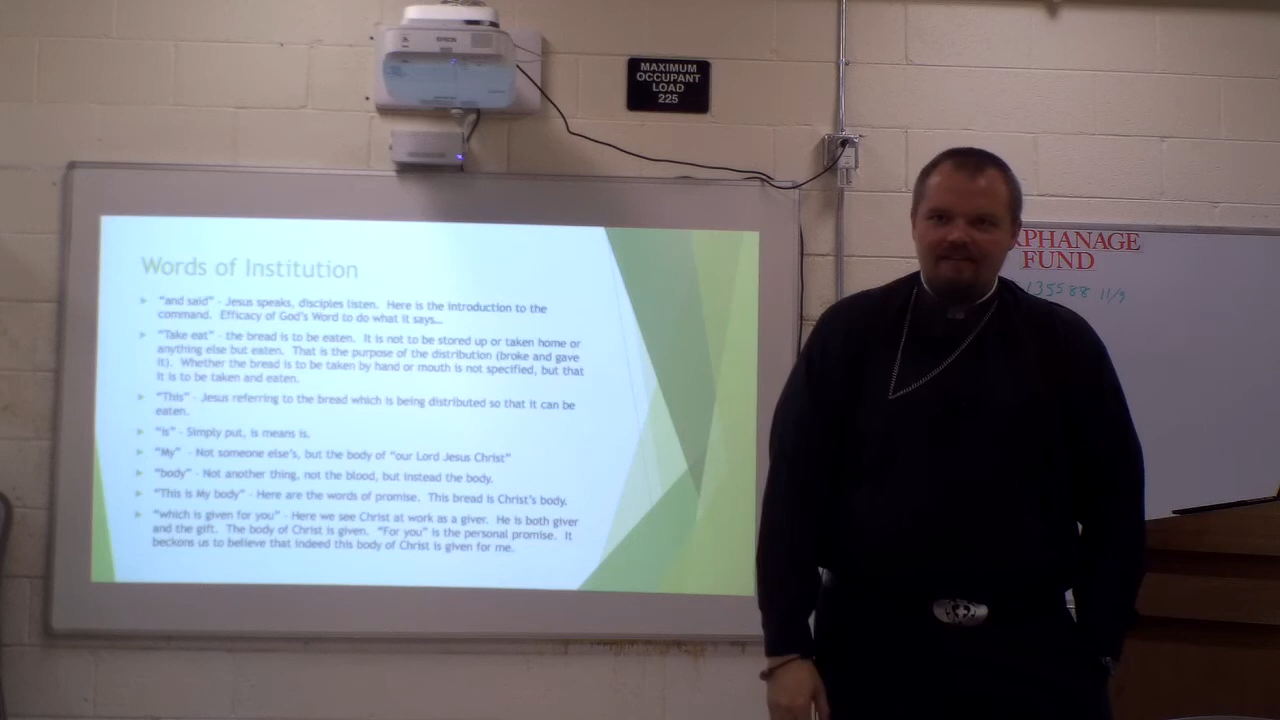 EPSON
MAXIMUM
OCCUPANT
LOAD
225
RPHANAGE
FUND
135588 11/9
Words of Institution
"and said" - Jesus speaks, disciples listen. Here is the introduction to the
command. Efficacy of God's Word to do what it says...
"Take eat" - the bread is to be eaten. It is not to be stored up or taken home or
anything else but eaten. That is the purpose of the distribution (broke and gave
it). Whether the bread is to be taken by hand or mouth is not specified, but that
it is to be taken and eaten.
"This" - Jesus referring to the bread which is being distributed so that it can be
eaten.
"is" - Simply put, is means is.
"My" - Not someone else's, but the body of "our Lord Jesus Christ"
"body" - Not another thing, not the blood, but instead the body.
"This is My body" - Here are the words of promise. This bread is Christ's body.
"which is given for you" - Here we see Christ at work as a giver. He is both giver
and the gift. The body of Christ is given. "For you" is the personal promise. It
beckons us to believe that indeed this body of Christ is given for me.